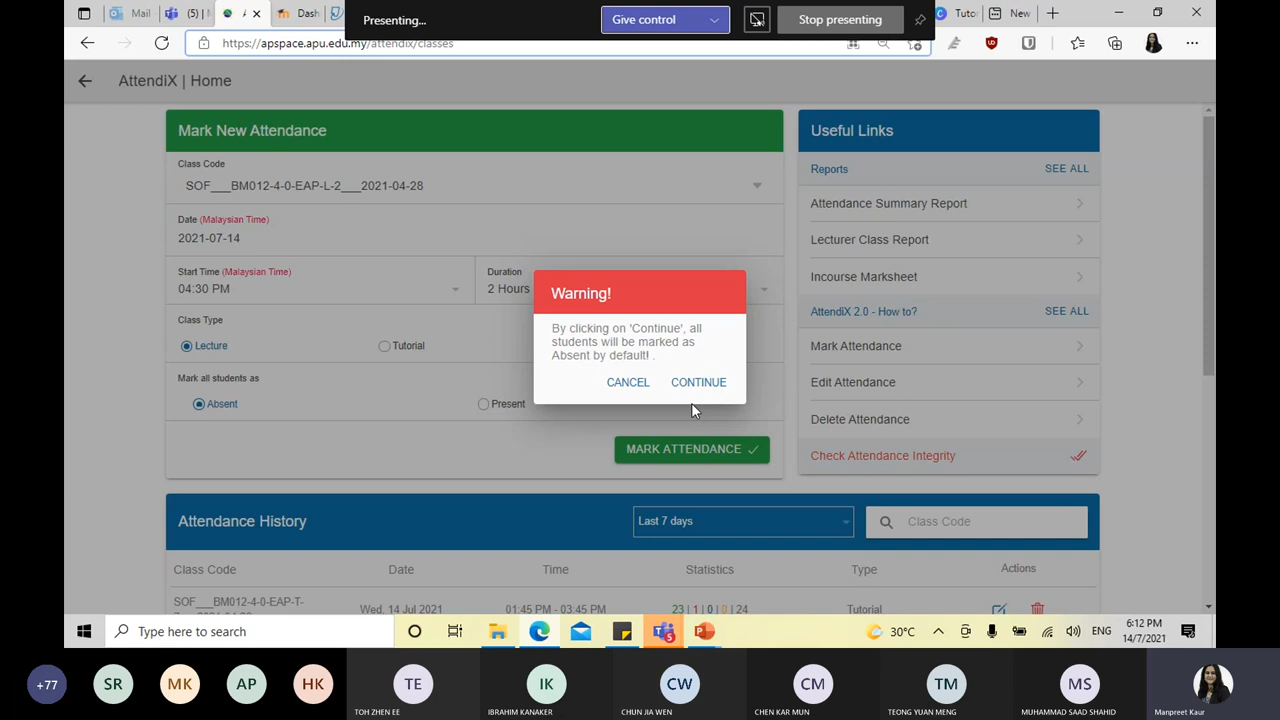 Mail
Dash
Presenting...
Give control
Stop presenting
Tutor
New
https://apspace.apu.edu.my/attendix/classes
AttendiX | Home
Mark New Attendance
Class Code
SOF___BM012-4-0-EAP-L-2___2021-04-28
Date (Malaysian Time)
2021-07-14
Start Time (Malaysian Time)
04:30 PM
Duration
2 Hours
Class Type
Lecture
Tutorial
Mark all students as
Absent
Present
MARK ATTENDANCE
Warning!
By clicking on 'Continue', all
students will be marked as
Absent by default! .
CANCEL CONTINUE
Useful Links
Reports SEE ALL
Attendance Summary Report
Lecturer Class Report
Incourse Marksheet
AttendiX 2.0 - How to? SEE ALL
Mark Attendance
Edit Attendance
Delete Attendance
Check Attendance Integrity
Attendance History
Last 7 days
Class Code
Class Code Date Time Statistics Type Actions
SOF___BM012-4-0-EAP-T-
Wed, 14 Jul 2021 01:45 PM - 03:45 PM 23 | 1 | 0 | 0 | 24 Tutorial
Type here to search
5
30°C
ENG
6:12 PM
14/7/2021
+77
SR
MK
AP
HK
TE
IK
CW
CM
TM
MS
TOH ZHEN EE
IBRAHIM KANAKER
CHUN JIA WEN
CHEN KAR MUN
TEONG YUAN MENG
MUHAMMAD SAAD SHAHID
Manpreet Kaur